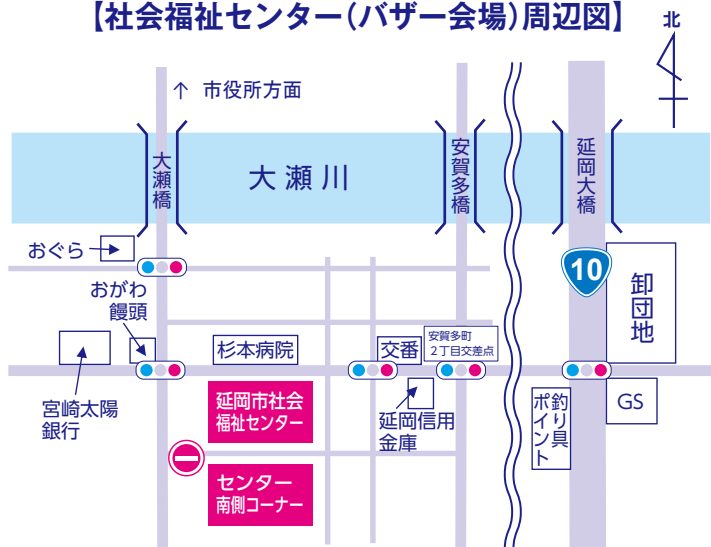 【社会福祉センター(バザー会場)周辺図】
北
↑ 市役所方面
大瀬橋
大瀬川
安賀多橋
延岡大橋
おぐら
10
卸団地
おがわ
饅頭
杉本病院
交番
安賀多町
2丁目交差点
宮崎太陽
銀行
延岡市社会
福祉センター
延岡信用
金庫
釣り具
ポイント
GS
センター
南側コーナー